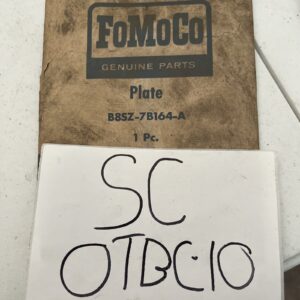 FoMoCo
GENUINE PARTS
Plate
B8SZ-7B164-A
1 Pc.
SC
OTBC-10